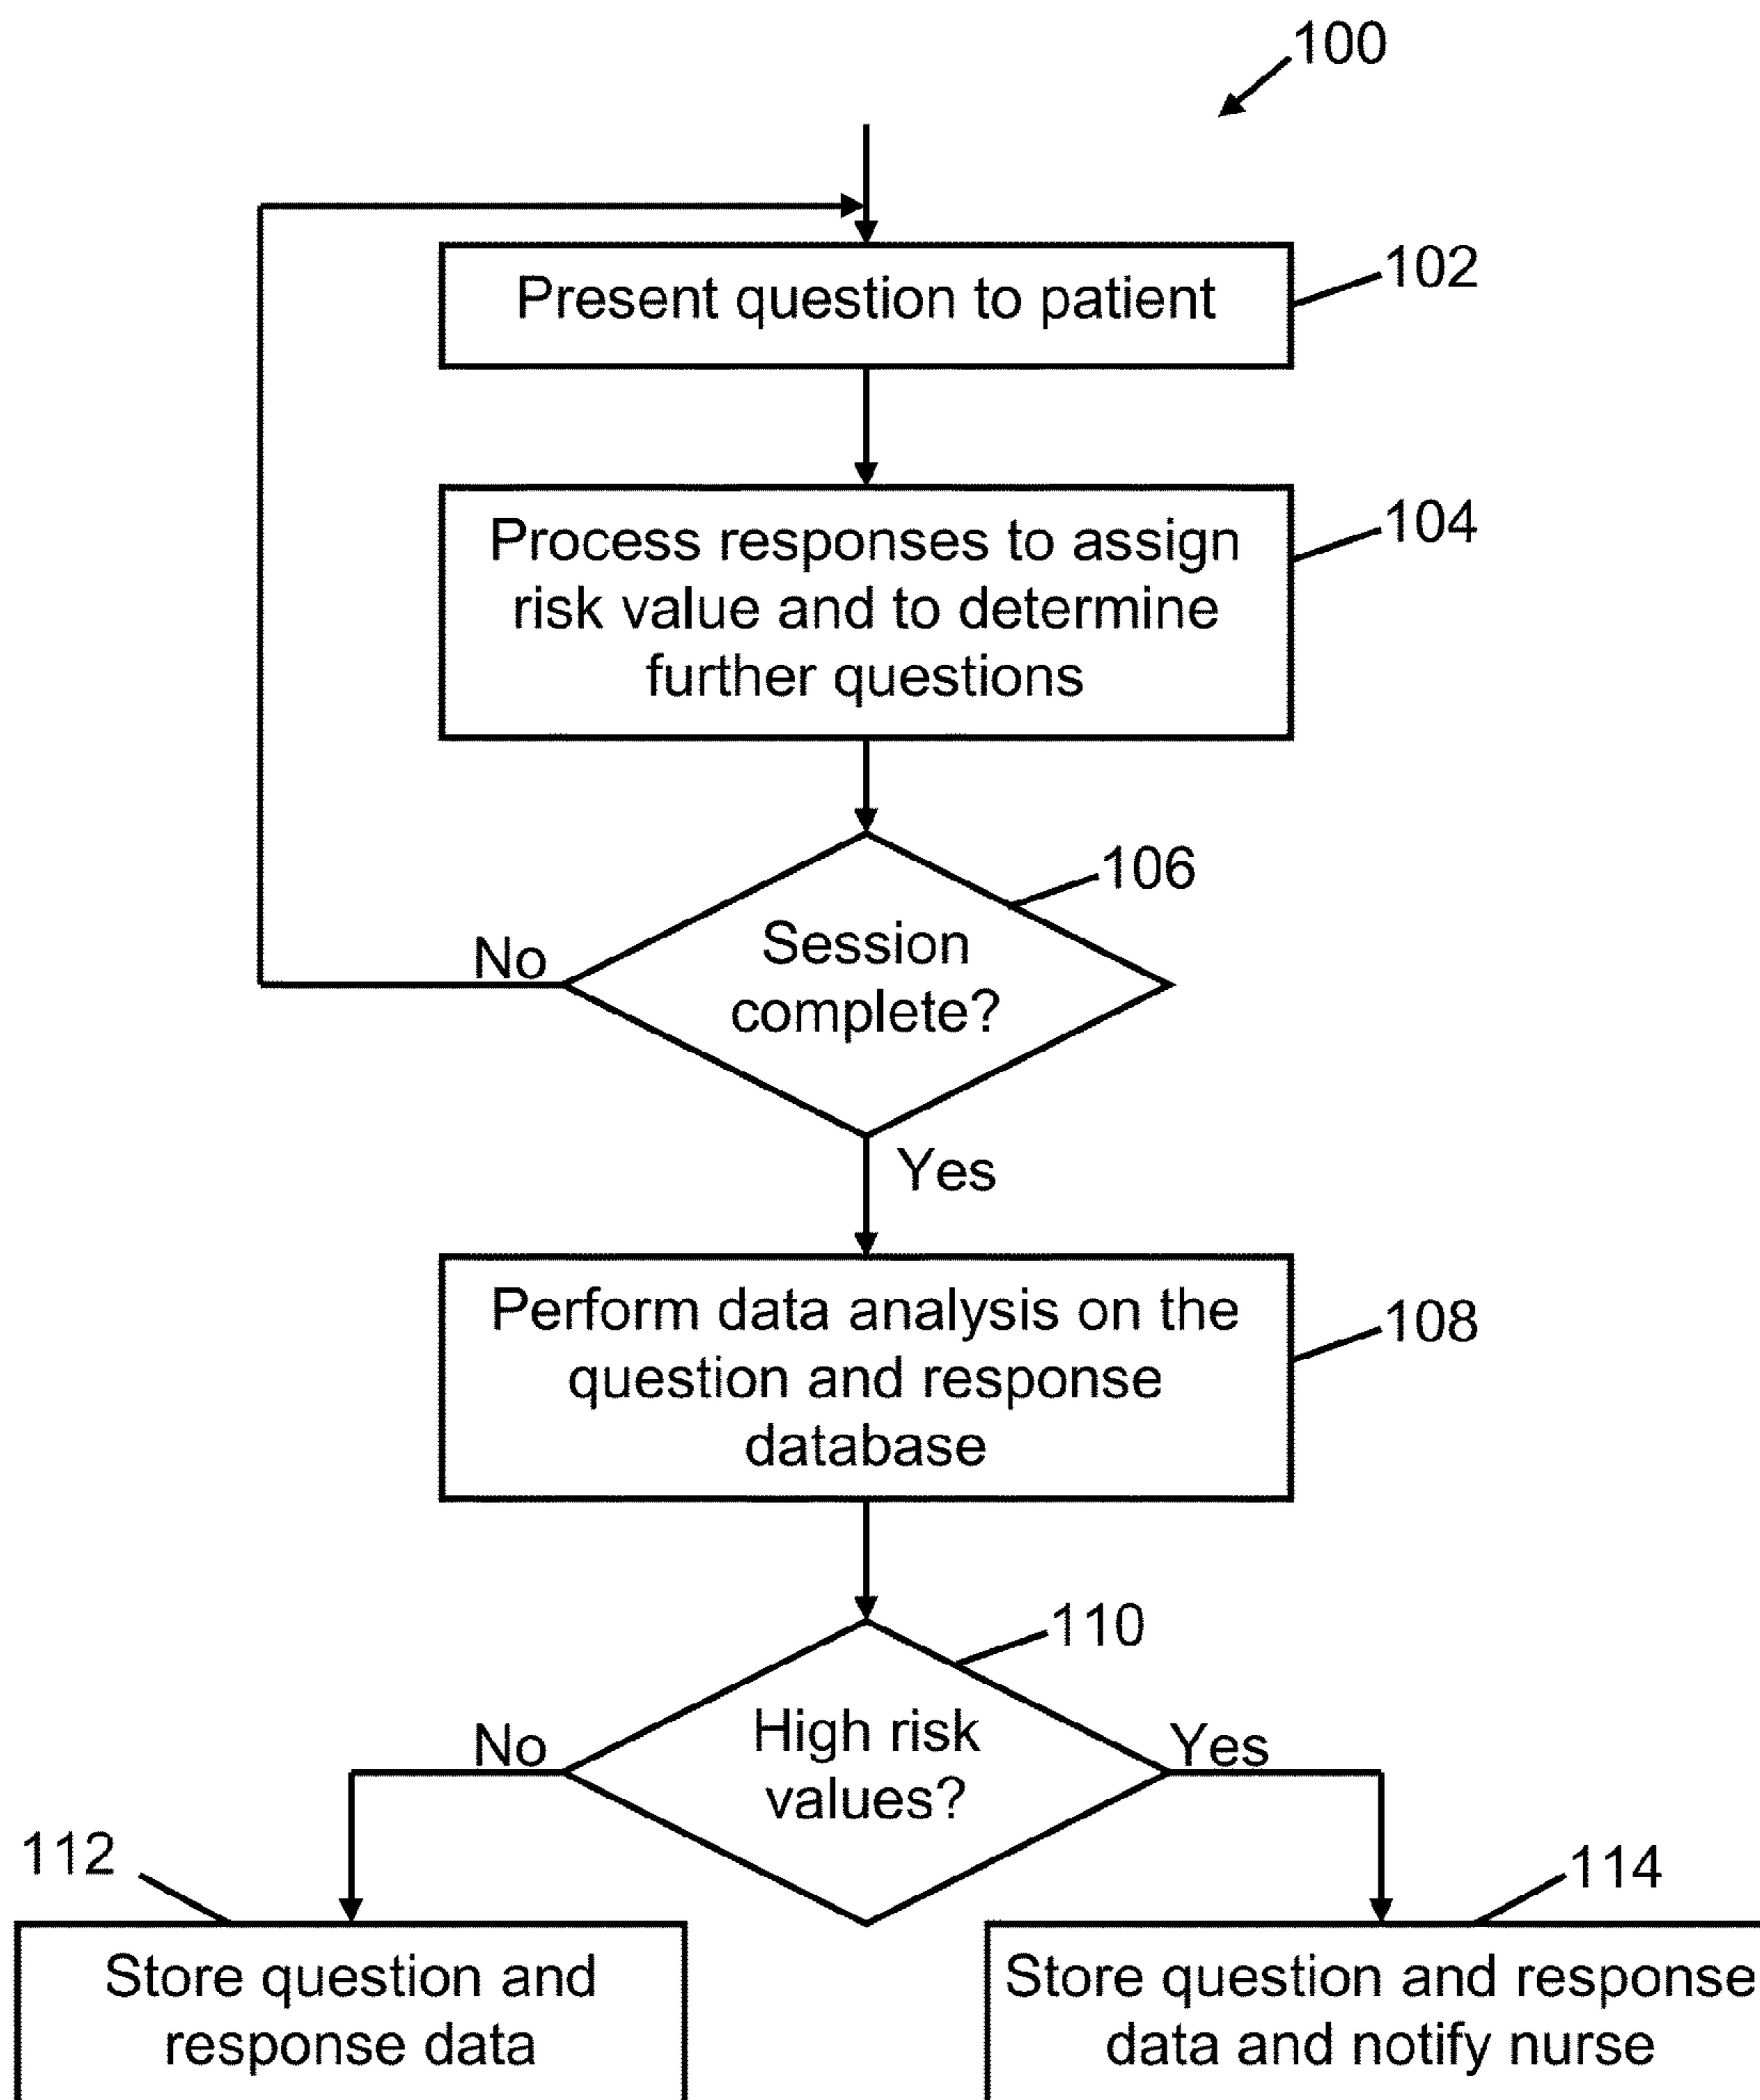 100
Present question to patient
102
Process responses to assign
risk value and to determine
further questions
104
106
Session
complete?
No
Yes
Perform data analysis on the
question and response
database
108
110
High risk
values?
No
Yes
112
114
Store question and
response data
Store question and response
data and notify nurse